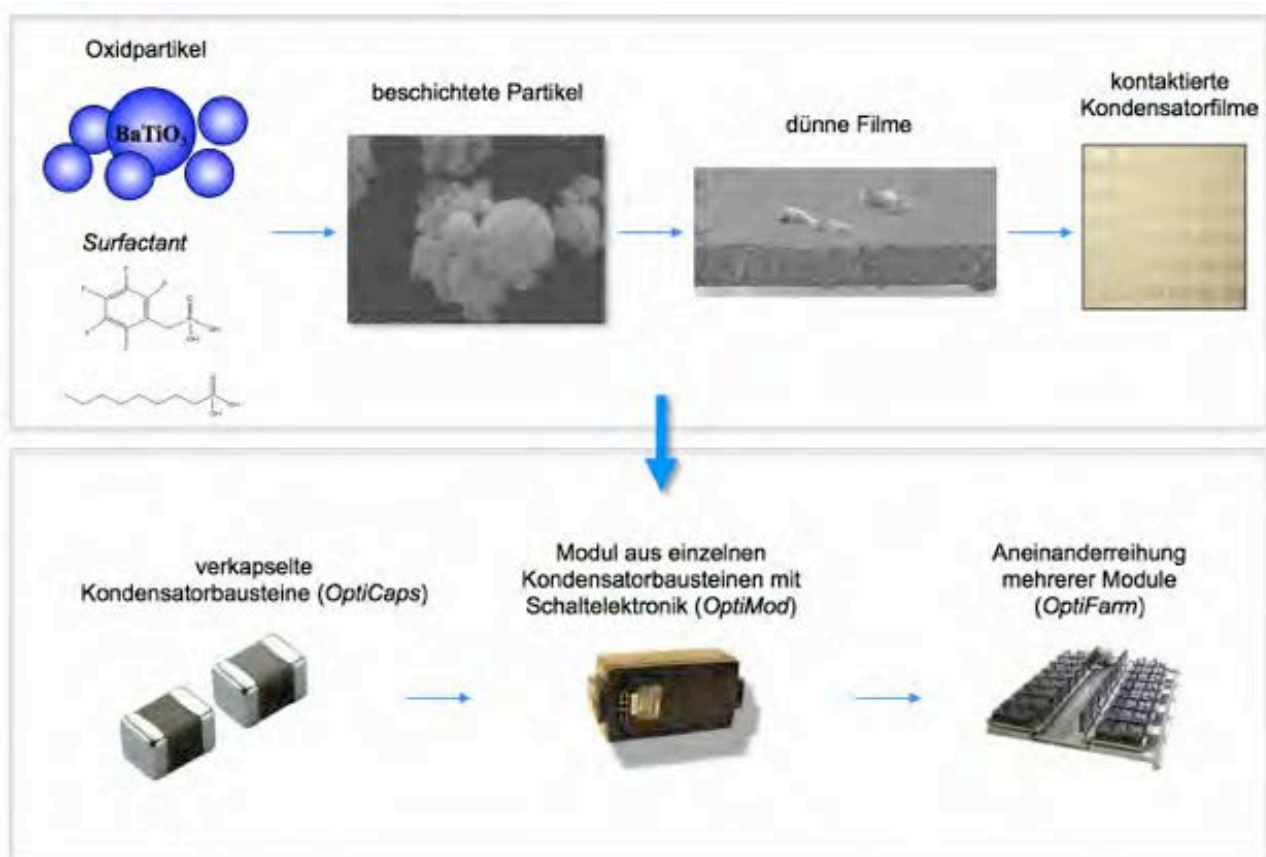 Oxidpartikel
BaTiO3
Surfactant
beschichtete Partikel
dünne Filme
kontaktierte
Kondensatorfilme
verkapselte
Kondensatorbausteine (OptiCaps)
Modul aus einzelnen
Kondensatorbausteinen mit
Schaltelektronik (OptiMod)
Aneinanderreihung
mehrerer Module
(OptiFarm)